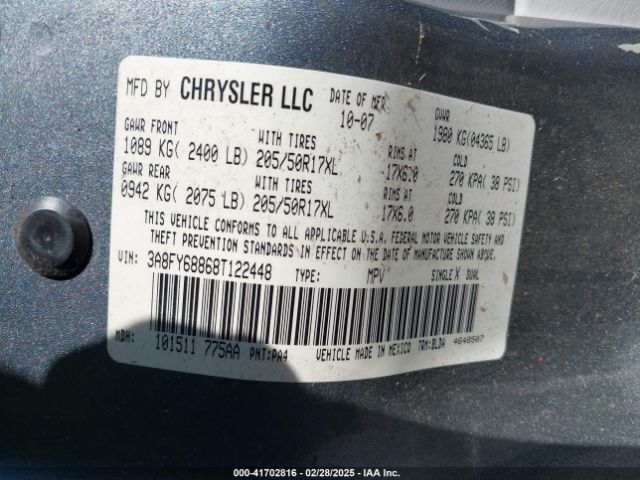 MFD BY CHRYSLER LLC DATE OF MFR 10-07 GVWR 1980 KG(04365 LB)
GAWR FRONT WITH TIRES RIMS AT COLD
1089 KG( 2400 LB) 205/50R17XL 17X6.0 270 KPA( 38 PSI)
GAWR REAR WITH TIRES RIMS AT COLD
0942 KG( 2075 LB) 205/50R17XL 17X6.0 270 KPA( 38 PSI)
THIS VEHICLE CONFORMS TO ALL APPLICABLE U.S.A. FEDERAL MOTOR VEHICLE SAFETY AND
THEFT PREVENTION STANDARDS IN EFFECT ON THE DATE OF MANUFACTURE SHOWN ABOVE.
VIN: 3A8FY68868T122448 TYPE: MPV SINGLE X DUAL
MDH: 101511 775AA PNT:PA4 VEHICLE MADE IN MEXICO TRM:BLDA 4648507
000-41702816 - 02/28/2025 - IAA Inc.